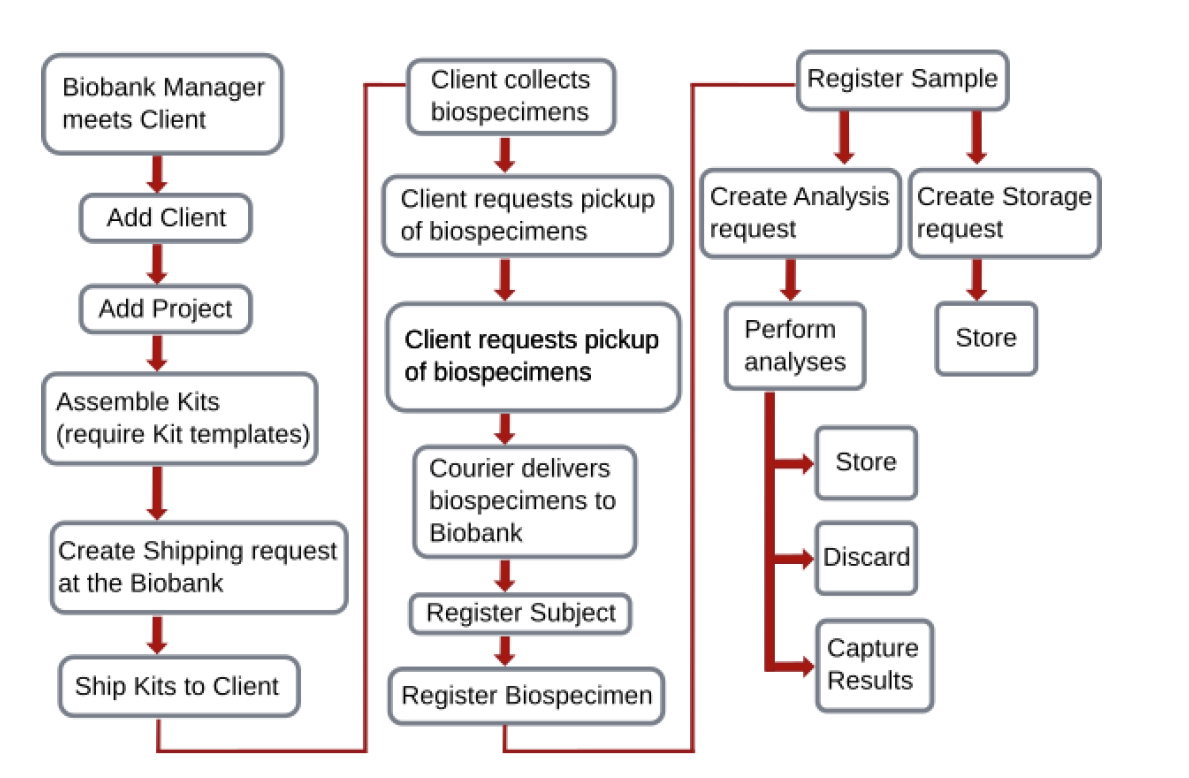 Biobank Manager
meets Client
Add Client
Add Project
Assemble Kits
(require Kit templates)
Create Shipping request
at the Biobank
Ship Kits to Client
Client collects
biospecimens
Client requests pickup
of biospecimens
Client requests pickup
of biospecimens
Courier delivers
biospecimens to
Biobank
Register Subject
Register Biospecimen
Register Sample
Create Analysis
request
Perform
analyses
Store
Discard
Capture
Results
Create Storage
request
Store